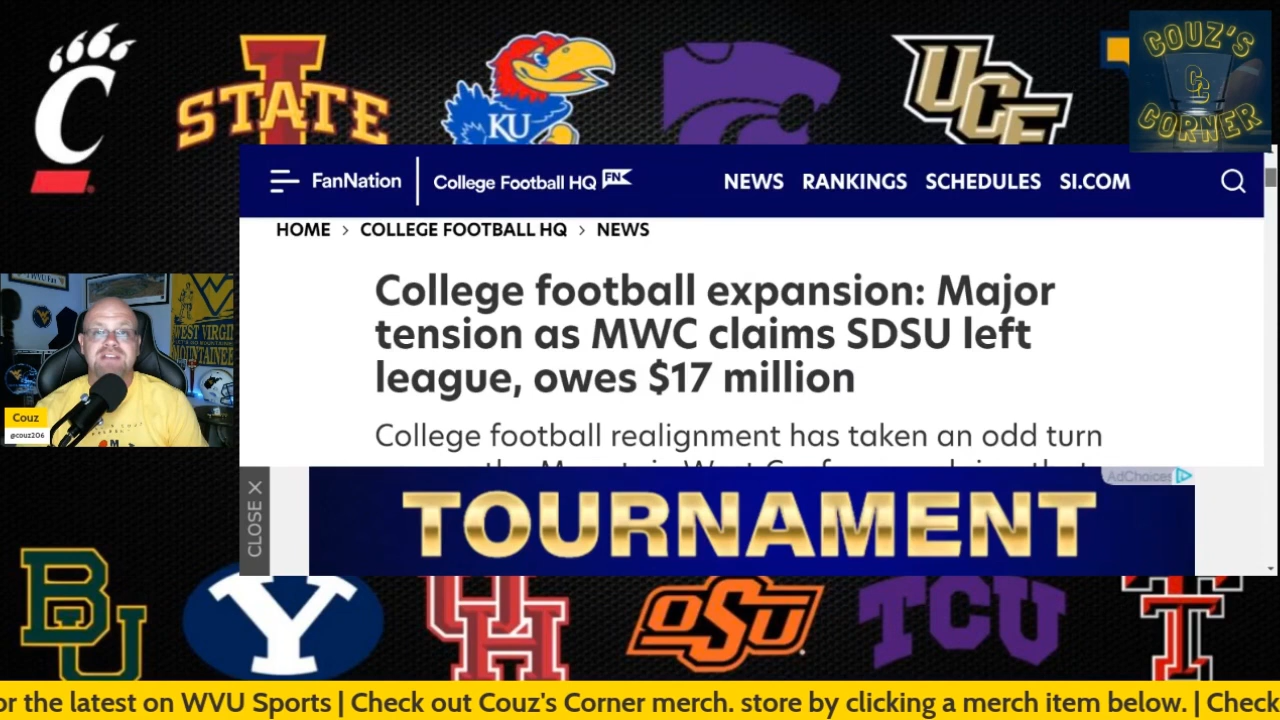 STATE
KU
UCF
COUZ'S
CC
CORNER
FanNation
College Football HQ FN
NEWS RANKINGS SCHEDULES SI.COM
HOME > COLLEGE FOOTBALL HQ > NEWS
College football expansion: Major
tension as MWC claims SDSU left
league, owes $17 million
College football realignment has taken an odd turn
WEST VIRGIN
MOUNTAINEE
Couz
@couz206
CLOSE X
AdChoices
TOURNAMENT
BU
Y
UH
OSU
TCU
T
or the latest on WVU Sports | Check out Couz's Corner merch. store by clicking a merch item below. | Check